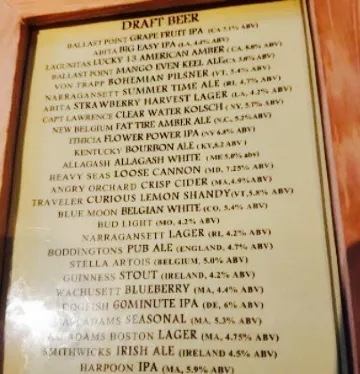 DRAFT BEER
BALLAST POINT GRAPE FRUIT IPA (CA 7.1% ABV)
ABITA BIG EASY IPA (LA, 4.4% ABV)
LAGUNITAS LUCKY 13 AMERICAN AMBER (CA, 8.8% ABV)
BALLAST POINT MANGO EVEN KEEL ALE (CA 3.8% ABV)
VON TRAPP BOHEMIAN PILSNER (VT, 5.4% ABV)
NARRAGANSETT SUMMER TIME ALE (RI, 4.7% ABV)
ABITA STRAWBERRY HARVEST LAGER (LA, 4.2% ABV)
CAPT LAWRENCE CLEAR WATER KOLSCH (NY, 5.7% ABV)
NEW BELGIUM FAT TIRE AMBER ALE (N.C., 5.2% ABV)
ITHICIA FLOWER POWER IPA (NY 6.8% ABV)
KENTUCKY BOURBON ALE (KY, 8.2 ABV)
ALLAGASH ALLAGASH WHITE (ME 5.0% abv)
HEAVY SEAS LOOSE CANNON (MD, 7.25% ABV)
ANGRY ORCHARD CRISP CIDER (MA, 4.9% ABV)
TRAVELER CURIOUS LEMON SHANDY (VT, 5.8% ABV)
BLUE MOON BELGIAN WHITE (CO, 5.4% ABV)
BUD LIGHT (MO, 4.2% ABV)
NARRAGANSETT LAGER (RI, 4.2% ABV)
BODDINGTONS PUB ALE (ENGLAND, 4.7% ABV)
STELLA ARTOIS (BELGIUM, 5.0% ABV)
GUINNESS STOUT (IRELAND, 4.2% ABV)
WACHUSETT BLUEBERRY (MA, 4.4% ABV)
60MINUTE IPA (DE, 6% ABV)
ADAMS SEASONAL (MA, 5.3% ABV)
ADAMS BOSTON LAGER (MA, 4.75% ABV)
SMITHWICKS IRISH ALE (IRELAND 4.5% ABV)
HARPOON IPA (MA, 5.9% ABV)